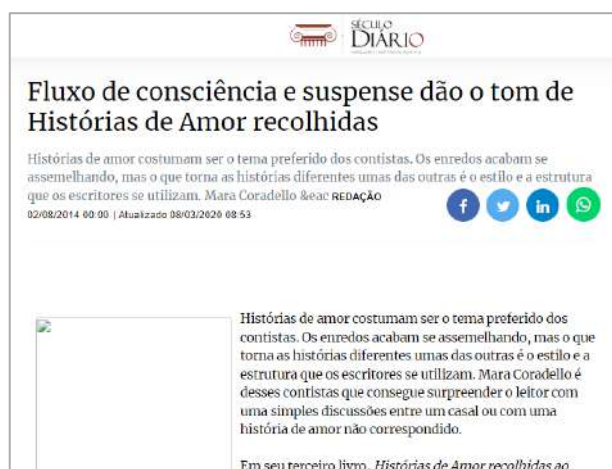 SÉCULO
DIÁRIO
Fluxo de consciência e suspense dão o tom de
Histórias de Amor recolhidas
Histórias de amor costumam ser o tema preferido dos contistas. Os enredos acabam se
assemelhando, mas o que torna as histórias diferentes umas das outras é o estilo e a estrutura
que os escritores se utilizam. Mara Coradello &eac REDAÇÃO
02/08/2014 00:00 | Atualizado 08/03/2020 08:53
Histórias de amor costumam ser o tema preferido dos
contistas. Os enredos acabam se assemelhando, mas o que
torna as histórias diferentes umas das outras é o estilo e a
estrutura que os escritores se utilizam. Mara Coradello é
desses contistas que consegue surpreender o leitor com
uma simples discussões entre um casal ou com uma
história de amor não correspondido.
Em seu terceiro livro, Histórias de Amor recolhidas ao